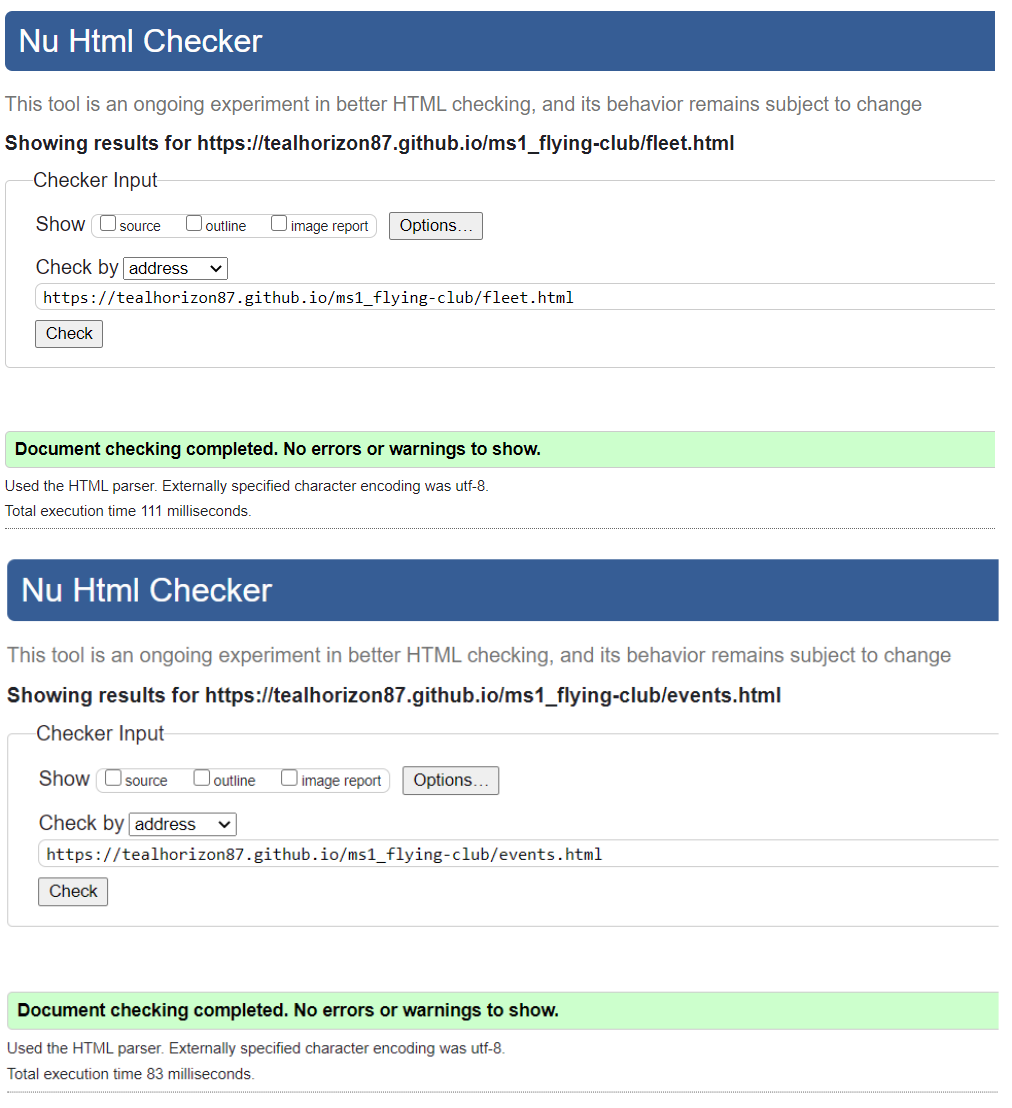 Nu Html Checker
This tool is an ongoing experiment in better HTML checking, and its behavior remains subject to change
Showing results for https://tealhorizon87.github.io/ms1_flying-club/fleet.html
Checker Input
Show source outline image report Options...
Check by address
https://tealhorizon87.github.io/ms1_flying-club/fleet.html
Check
Document checking completed. No errors or warnings to show.
Used the HTML parser. Externally specified character encoding was utf-8.
Total execution time 111 milliseconds.
Nu Html Checker
This tool is an ongoing experiment in better HTML checking, and its behavior remains subject to change
Showing results for https://tealhorizon87.github.io/ms1_flying-club/events.html
Checker Input
Show source outline image report Options...
Check by address
https://tealhorizon87.github.io/ms1_flying-club/events.html
Check
Document checking completed. No errors or warnings to show.
Used the HTML parser. Externally specified character encoding was utf-8.
Total execution time 83 milliseconds.